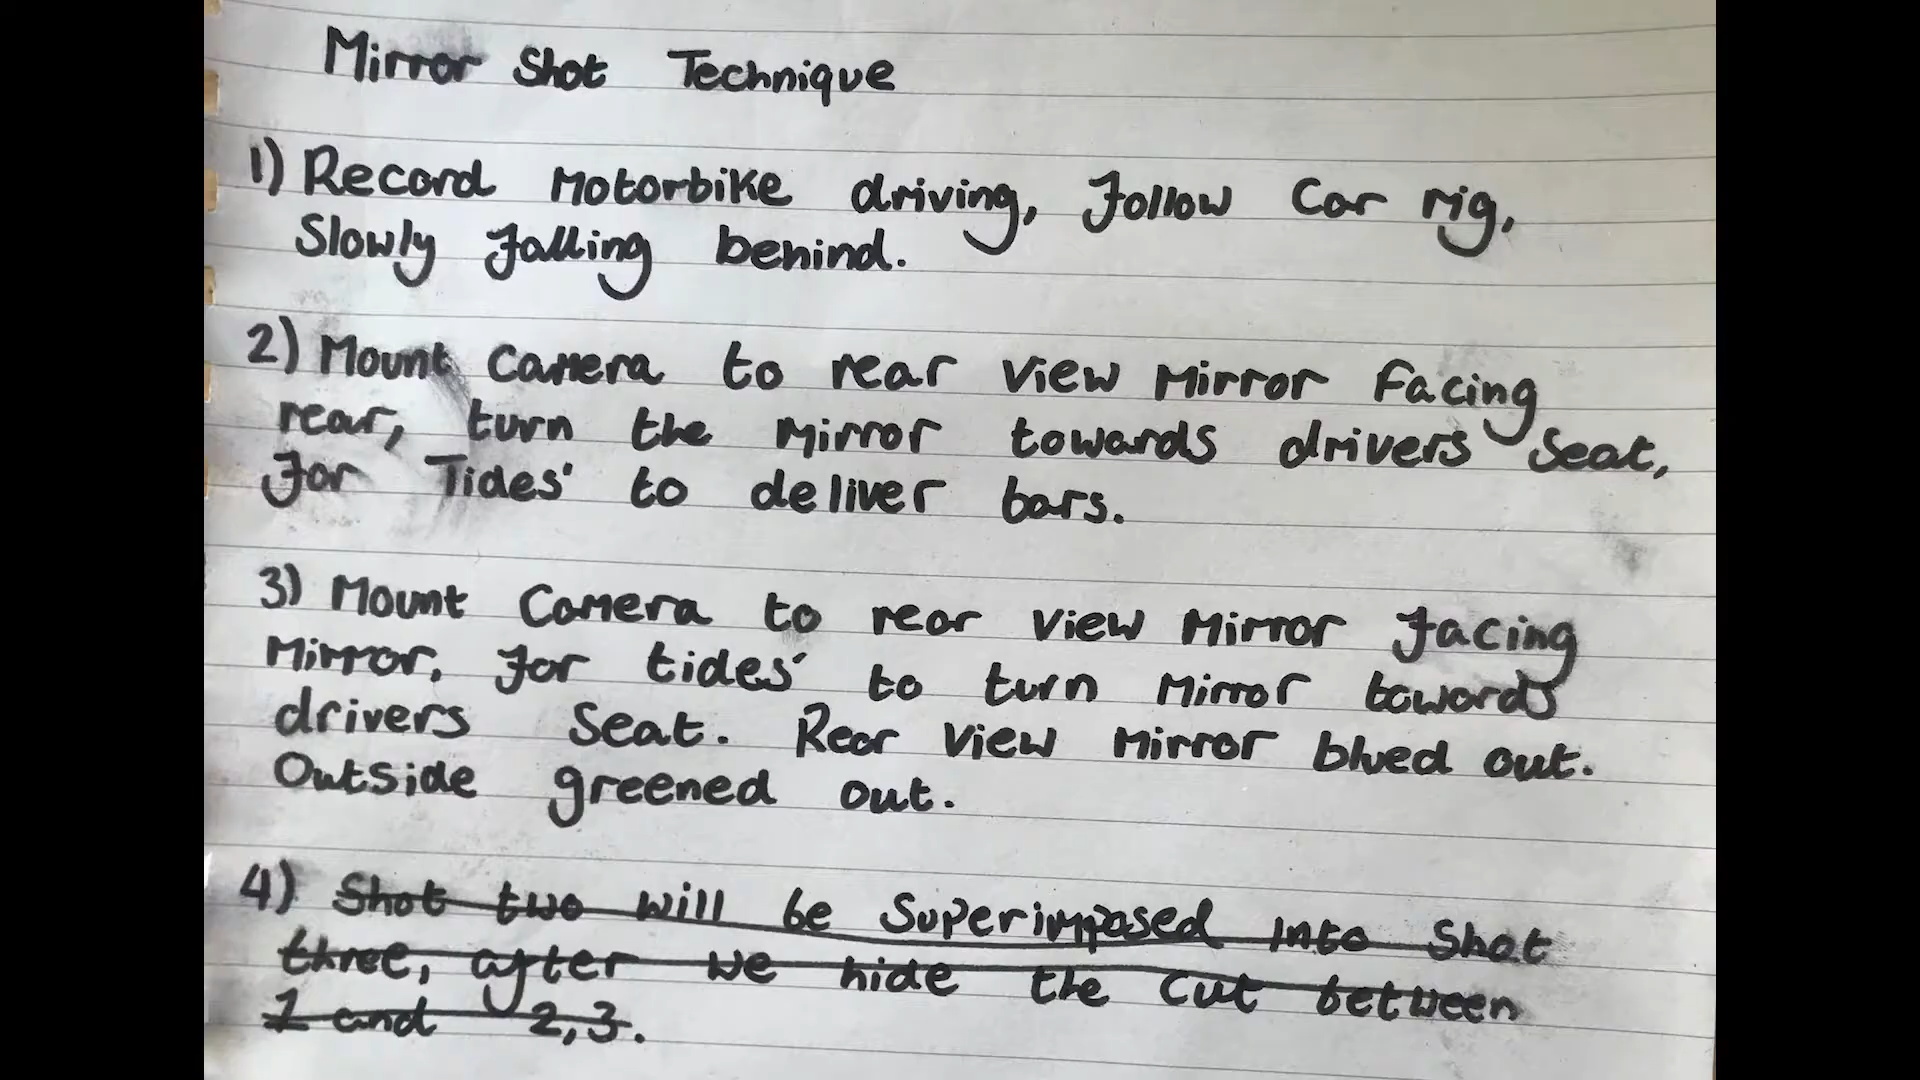 Mirror Shot Technique
1) Record Motorbike driving, Follow Car rig,
Slowly falling behind.
2) Mount Camera to rear view Mirror Facing
rear, turn the Mirror towards drivers Seat,
for Tides' to deliver bars.
3) Mount Camera to rear view Mirror facing
Mirror, for tides' to turn Mirror towards
drivers Seat. Rear View Mirror blued out.
Outside greened out.
4) Shot two will be Superimposed into Shot
three, after we hide the Cut between
1 and 2,3.